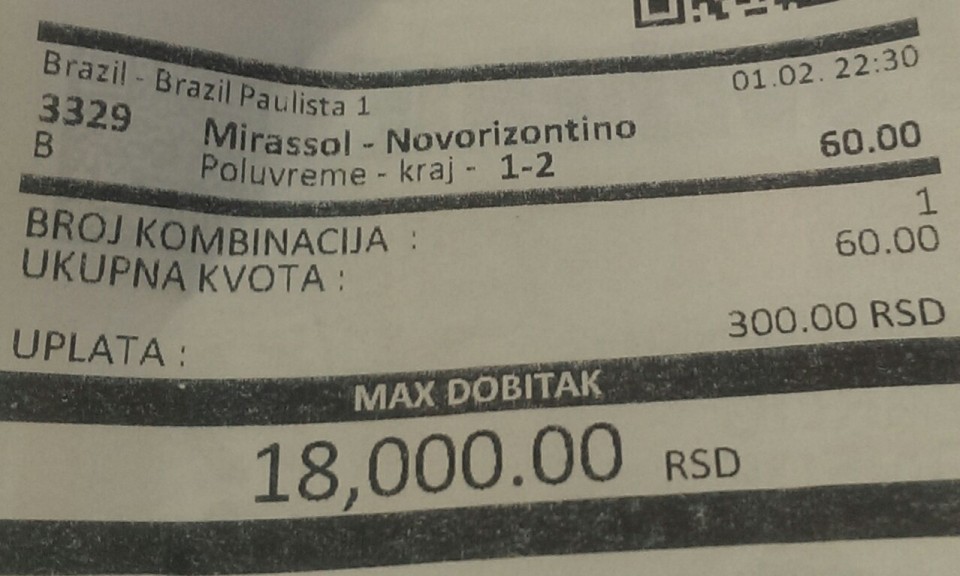 Brazil - Brazil Paulista 1 01.02. 22:30
3329 Mirassol - Novorizontino 60.00
B Poluvreme - kraj - 1-2
BROJ KOMBINACIJA : 1
UKUPNA KVOTA : 60.00
UPLATA : 300.00 RSD
MAX DOBITAK
18,000.00 RSD